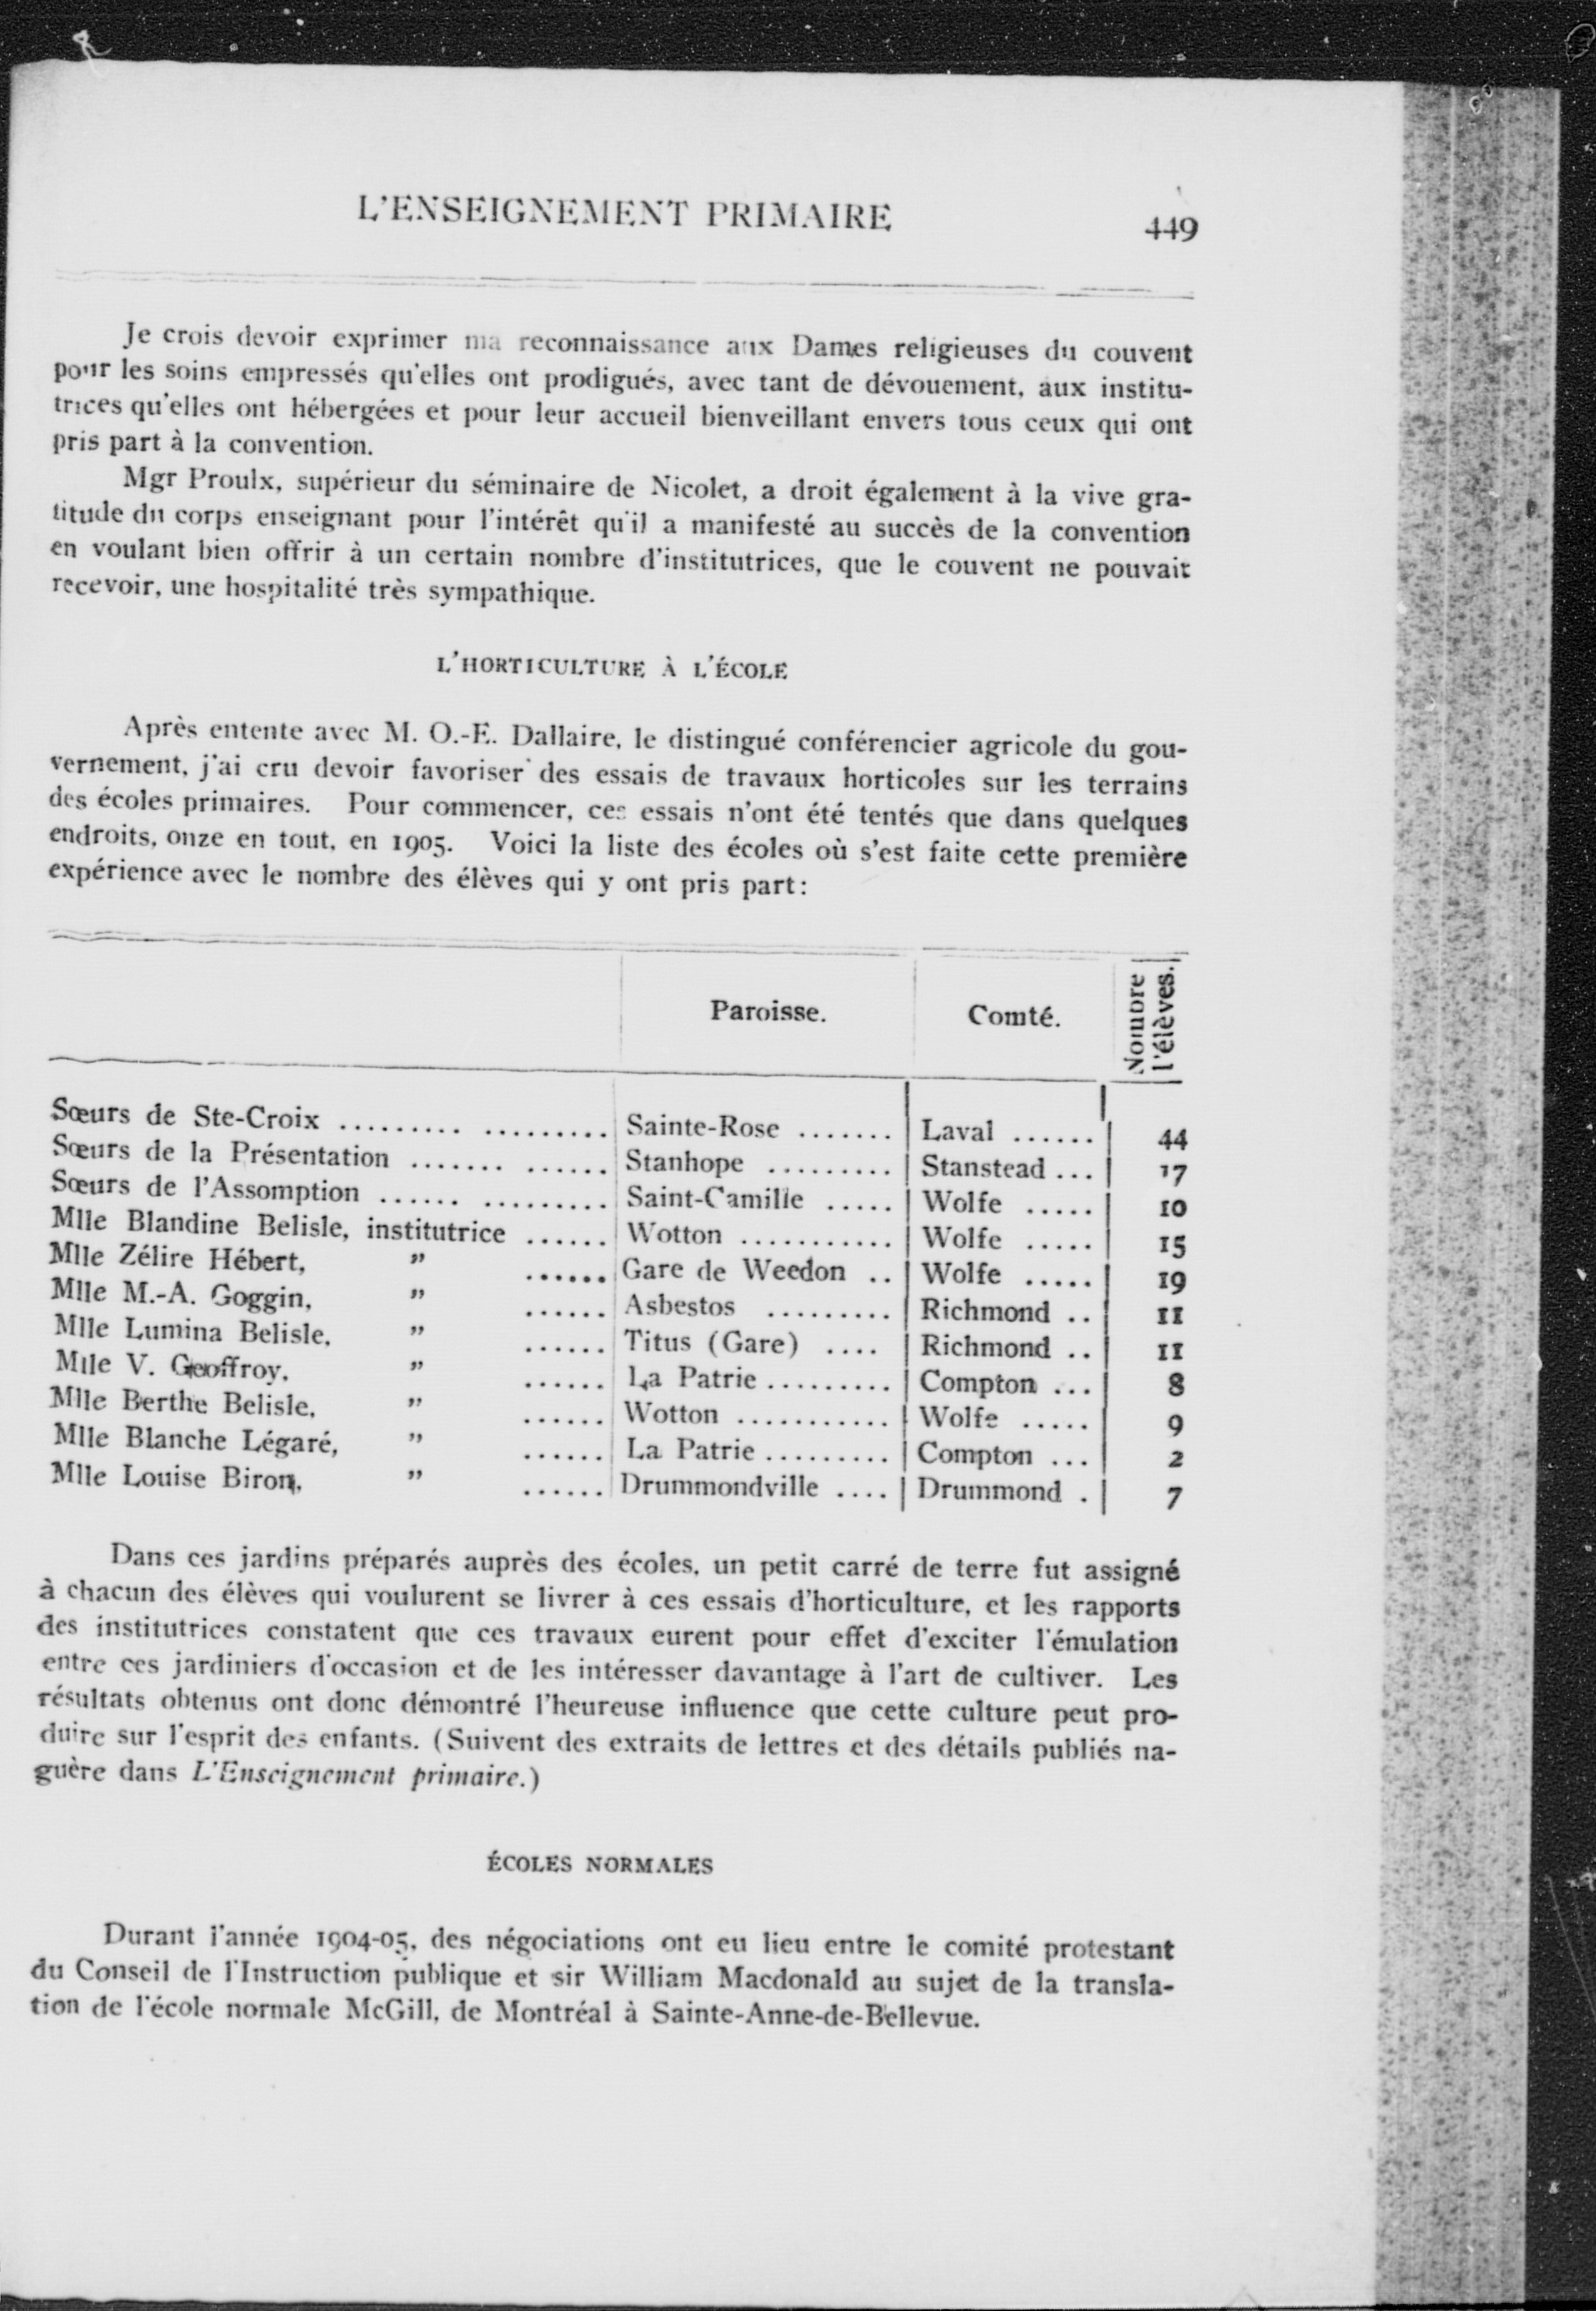 L'ENSEIGNEMENT PRIMAIRE 449
Je crois devoir exprimer ma reconnaissance aux Dames religieuses du couvent
pour les soins empressés qu'elles ont prodigués, avec tant de dévouement, aux institu-
trices qu'elles ont hébergées et pour leur accueil bienveillant envers tous ceux qui ont
pris part à la convention.
Mgr Proulx, supérieur du séminaire de Nicolet, a droit également à la vive gra-
titude du corps enseignant pour l'intérêt qu'il a manifesté au succès de la convention
en voulant bien offrir à un certain nombre d'institutrices, que le couvent ne pouvait
recevoir, une hospitalité très sympathique.
L'HORTICULTURE À L'ÉCOLE
Après entente avec M. O.-E. Dallaire, le distingué conférencier agricole du gou-
vernement, j'ai cru devoir favoriser des essais de travaux horticoles sur les terrains
des écoles primaires. Pour commencer, ces essais n'ont été tentés que dans quelques
endroits, onze en tout, en 1905. Voici la liste des écoles où s'est faite cette première
expérience avec le nombre des élèves qui y ont pris part:
Paroisse. Comté. Nombre
l'élèves.
Sœurs de Ste-Croix .......... ......... Sainte-Rose ....... Laval ...... 44
Sœurs de la Présentation ....... ...... Stanhope ......... Stanstead ... 17
Sœurs de l'Assomption ...... ......... Saint-Camille ..... Wolfe ..... 10
Mlle Blandine Belisle, institutrice ...... Wotton ........... Wolfe ..... 15
Mlle Zélire Hébert, " ...... Gare de Weedon .. Wolfe ..... 19
Mlle M.-A. Goggin, " ...... Asbestos ......... Richmond .. 11
Mlle Lumina Belisle, " ...... Titus (Gare) .... Richmond .. 11
Mlle V. Geoffroy, " ...... La Patrie ......... Compton ... 8
Mlle Berthe Belisle, " ...... Wotton ........... Wolfe ..... 9
Mlle Blanche Légaré, " ...... La Patrie ......... Compton ... 2
Mlle Louise Biron, " ...... Drummondville .... Drummond . 7
Dans ces jardins préparés auprès des écoles, un petit carré de terre fut assigné
à chacun des élèves qui voulurent se livrer à ces essais d'horticulture, et les rapports
des institutrices constatent que ces travaux eurent pour effet d'exciter l'émulation
entre ces jardiniers d'occasion et de les intéresser davantage à l'art de cultiver. Les
résultats obtenus ont donc démontré l'heureuse influence que cette culture peut pro-
duire sur l'esprit des enfants. (Suivent des extraits de lettres et des détails publiés na-
guère dans L'Enseignement primaire.)
ÉCOLES NORMALES
Durant l'année 1904-05, des négociations ont eu lieu entre le comité protestant
du Conseil de l'Instruction publique et sir William Macdonald au sujet de la transla-
tion de l'école normale McGill, de Montréal à Sainte-Anne-de-Bellevue.